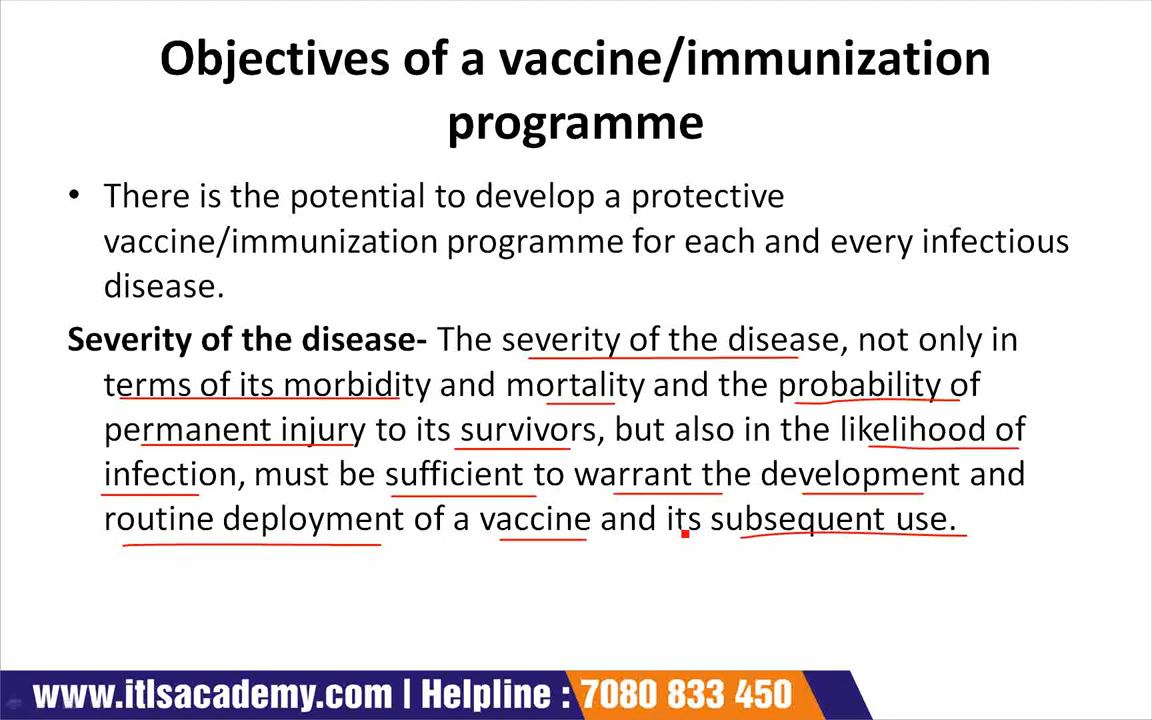 Objectives of a vaccine/immunization
programme
• There is the potential to develop a protective
vaccine/immunization programme for each and every infectious
disease.
Severity of the disease- The severity of the disease, not only in
terms of its morbidity and mortality and the probability of
permanent injury to its survivors, but also in the likelihood of
infection, must be sufficient to warrant the development and
routine deployment of a vaccine and its subsequent use.
www.itlsacademy.com | Helpline : 7080 833 450